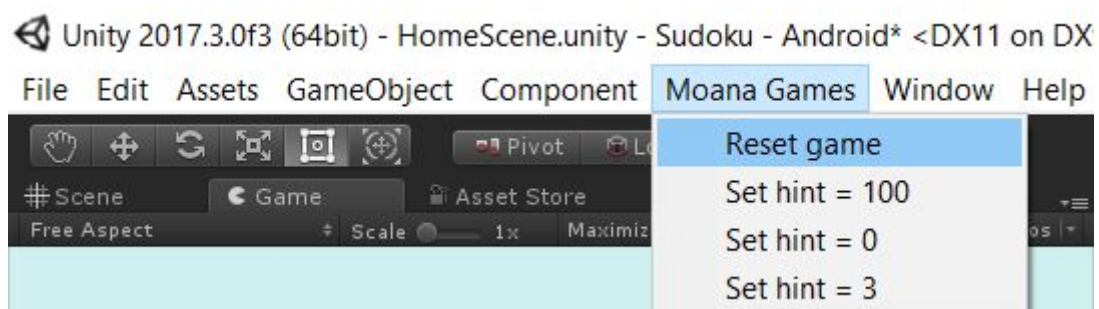 Unity 2017.3.0f3 (64bit) - HomeScene.unity - Sudoku - Android* <DX11 on DX
File Edit Assets GameObject Component Moana Games Window Help
Pivot
Reset game
Scene Game Asset Store
Set hint = 100
Free Aspect Scale 1x Maximiz
Set hint = 0
Set hint = 3